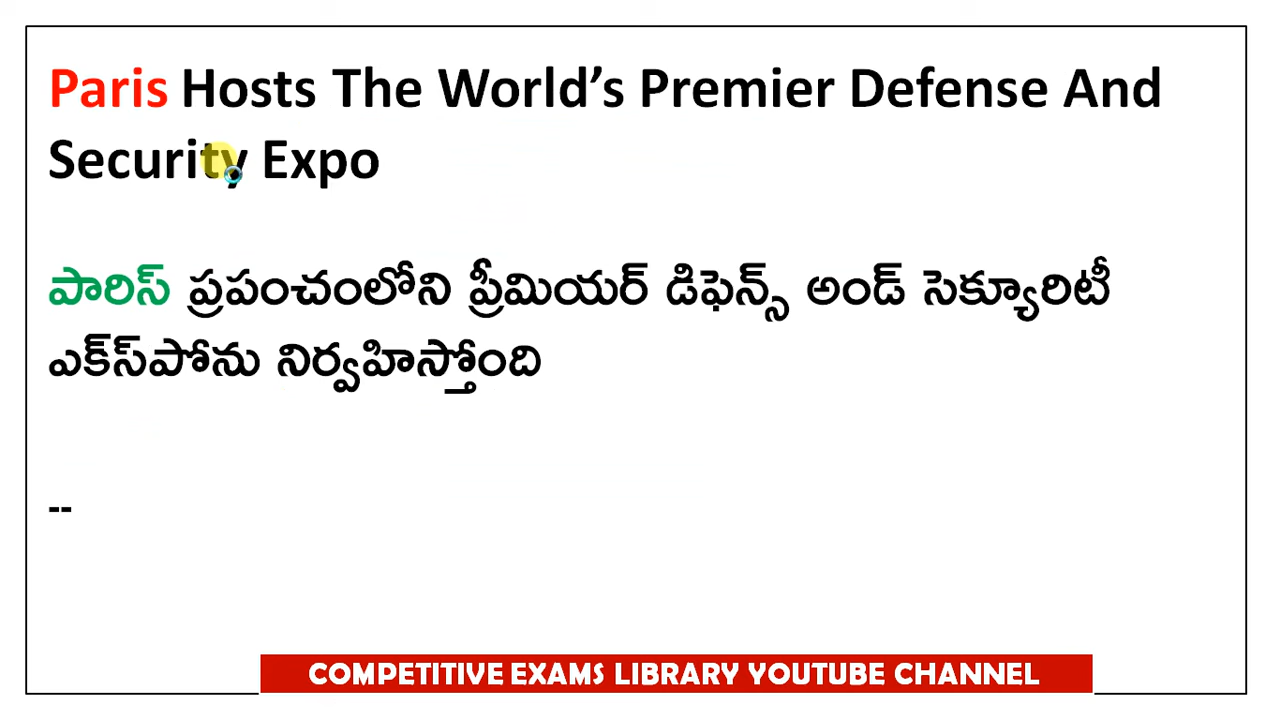 Paris Hosts The World’s Premier Defense And
Security Expo
పారిస్ ప్రపంచంలోని ప్రీమియర్ డిఫెన్స్ అండ్ సెక్యూరిటీ
ఎక్స్‌పోను నిర్వహిస్తోంది
--
COMPETITIVE EXAMS LIBRARY YOUTUBE CHANNEL